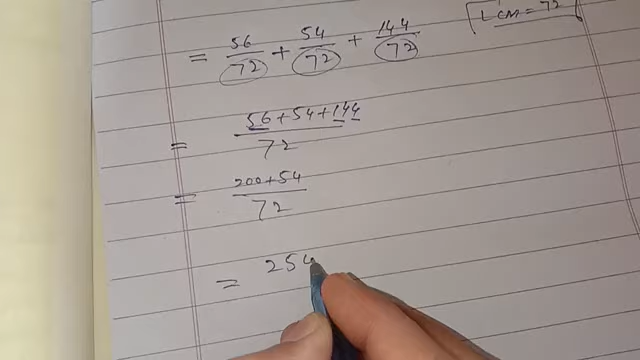 LCM = 72
= 56/72 + 54/72 + 144/72
= 56+54+144/72
= 200+54/72
= 254